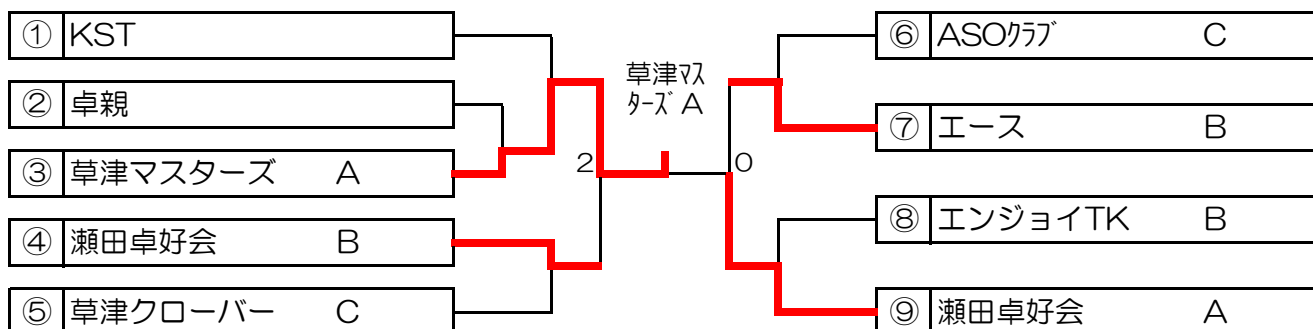 ① KST
② 卓親
③ 草津マスターズ A
④ 瀬田卓好会 B
⑤ 草津クローバー C
草津ﾏｽ
ﾀｰｽﾞ A
2
0
⑥ ASOｸﾗﾌﾞ C
⑦ エース B
⑧ エンジョイTK B
⑨ 瀬田卓好会 A